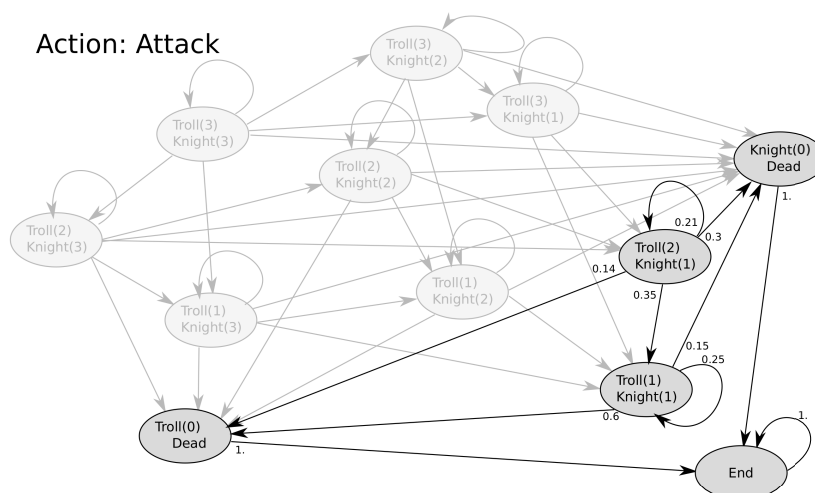 Action: Attack
Troll(3)
Knight(2)
Troll(3)
Knight(1)
Troll(3)
Knight(3)
Knight(0)
Dead
Troll(2)
Knight(2)
1.
0.21
Troll(2)
Knight(3)
0.3
Troll(2)
Knight(1)
0.14
Troll(1)
Knight(2)
0.35
Troll(1)
Knight(3)
0.15
0.25
Troll(1)
Knight(1)
0.6
1.
Troll(0)
Dead
1.
End